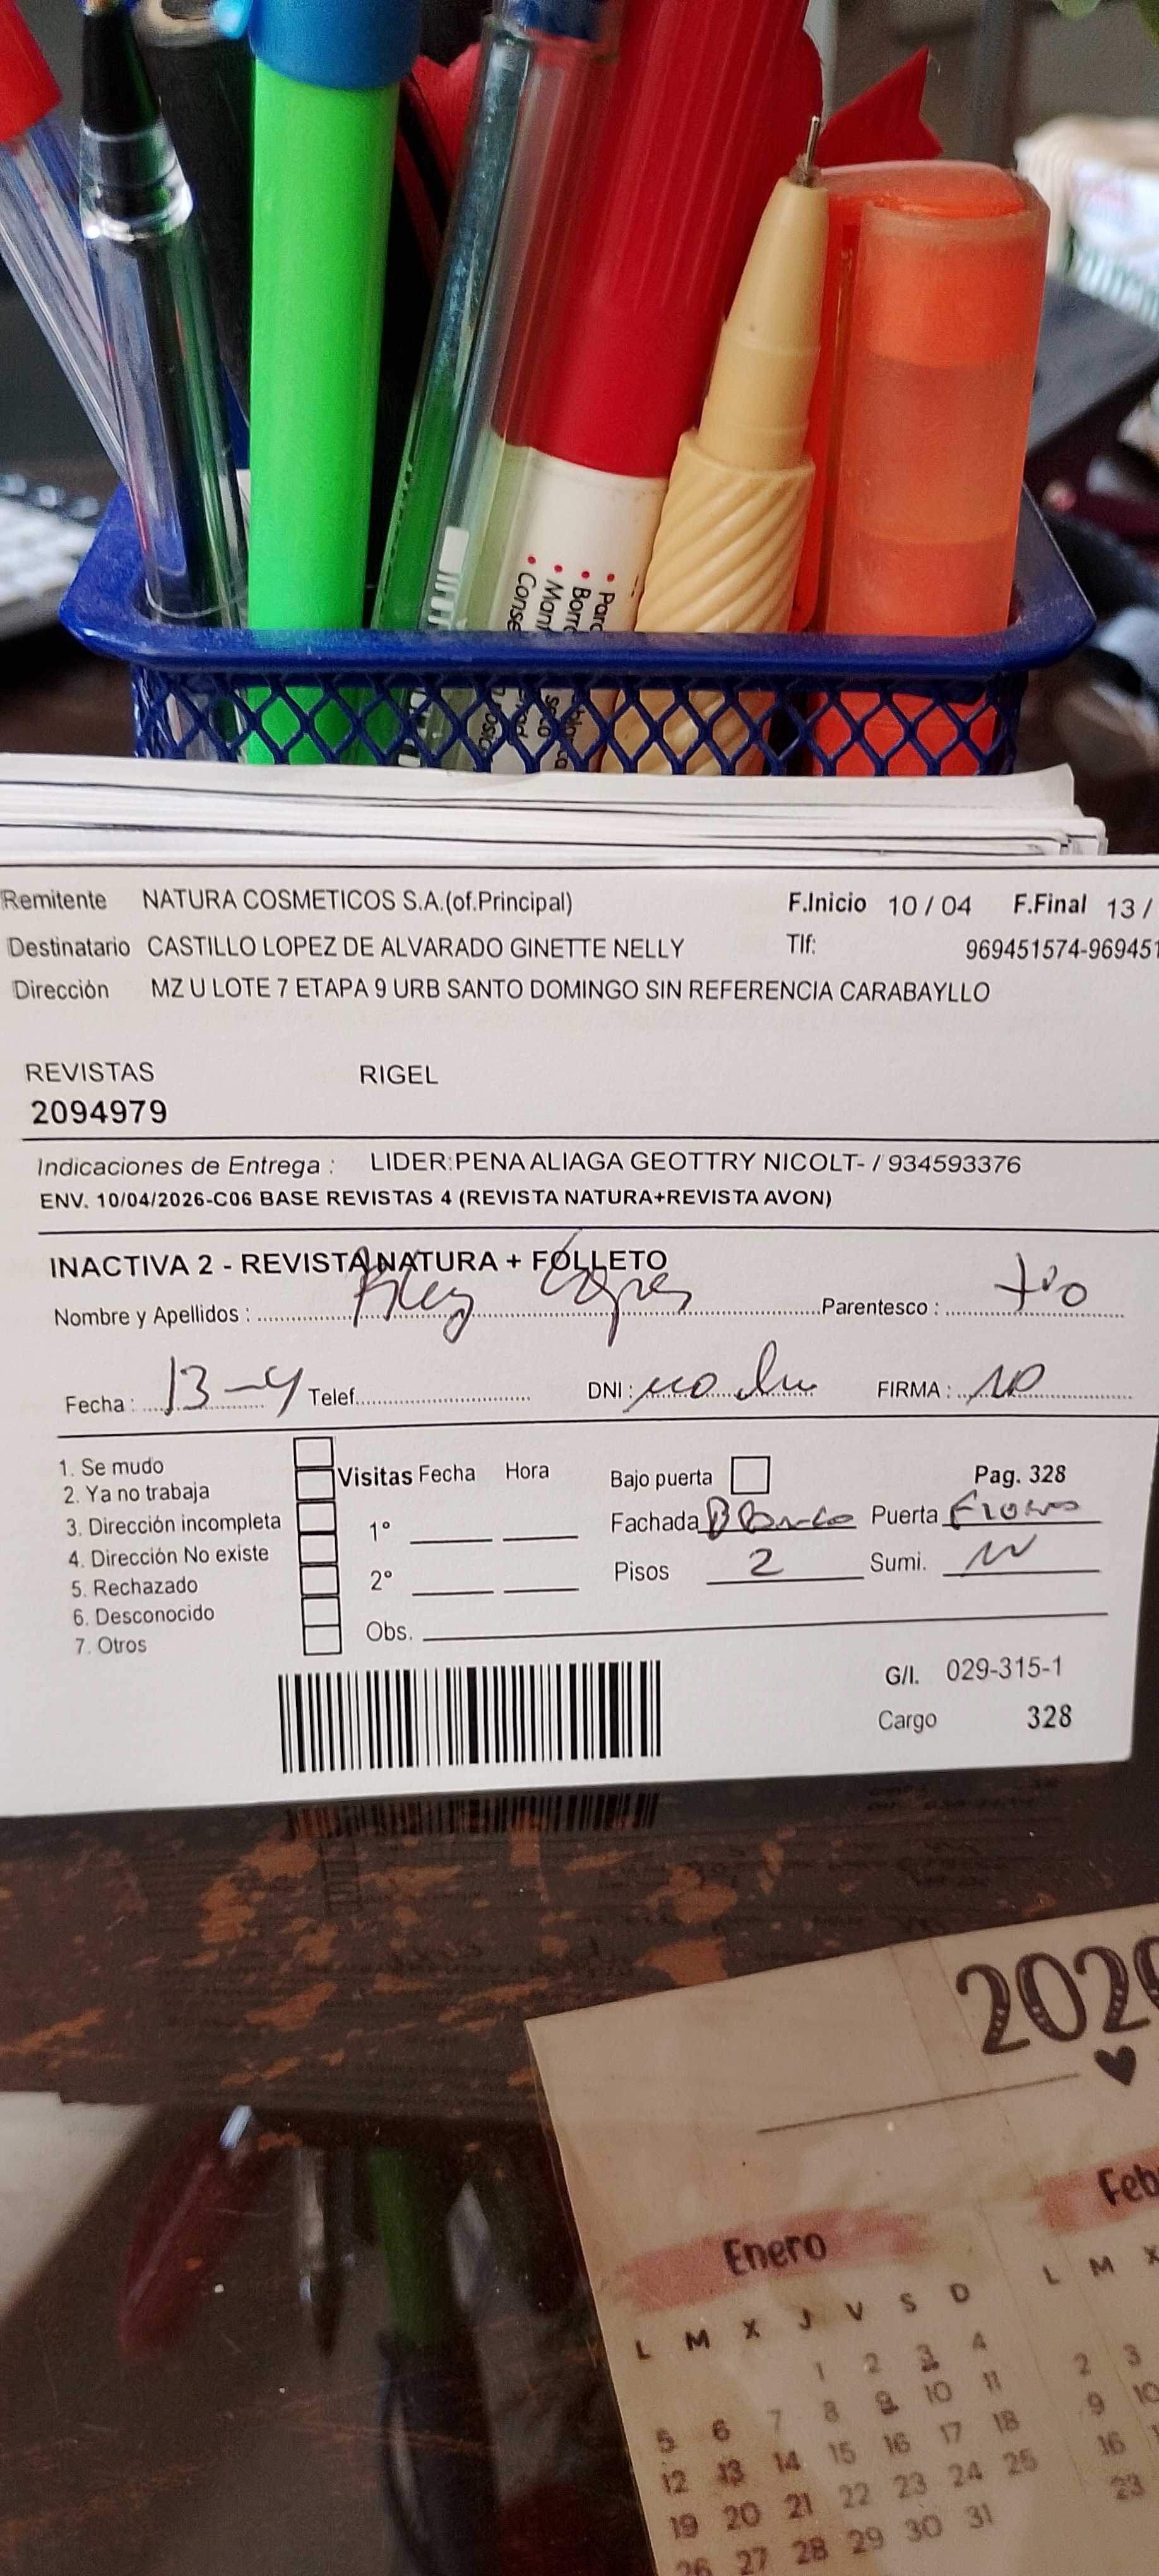 • Parc
• Borra
• Mant
• Conse
Remitente NATURA COSMETICOS S.A.(of.Principal) F.Inicio 10 / 04 F.Final 13 /
Destinatario CASTILLO LOPEZ DE ALVARADO GINETTE NELLY Tlf: 969451574-969451
Dirección MZ U LOTE 7 ETAPA 9 URB SANTO DOMINGO SIN REFERENCIA CARABAYLLO
REVISTAS RIGEL
2094979
Indicaciones de Entrega : LIDER:PENA ALIAGA GEOTTRY NICOLT- / 934593376
ENV. 10/04/2026-C06 BASE REVISTAS 4 (REVISTA NATURA+REVISTA AVON)
INACTIVA 2 - REVISTA NATURA + FOLLETO
Nombre y Apellidos : Parentesco :
Fecha : 13-4 Telef. DNI : FIRMA : NO
1. Se mudo
2. Ya no trabaja
3. Dirección incompleta
4. Dirección No existe
5. Rechazado
6. Desconocido
7. Otros
Visitas Fecha Hora
1°
2°
Obs.
Bajo puerta Pag. 328
Fachada Blanco Puerta
Pisos 2 Sumi.
G/I. 029-315-1
Cargo 328
202
Enero Feb
L M X J V S D L M X
1 2 3 4
5 6 7 8 9 10 11 2 3
12 13 14 15 16 17 18 9 10
19 20 21 22 23 24 25 16
26 27 28 29 30 31 23